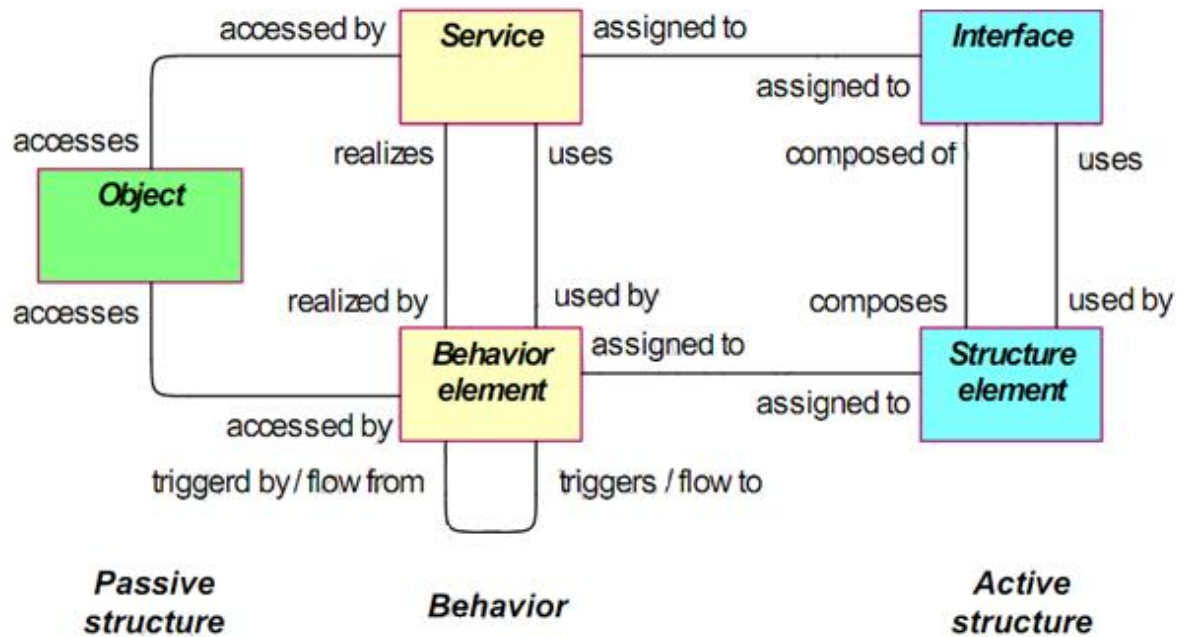 accessed by
Service
assigned to
Interface
assigned to
accesses
realizes
uses
composed of
uses
Object
accesses
realized by
used by
composes
used by
Behavior
element
assigned to
Structure
element
assigned to
accessed by
triggerd by / flow from
triggers / flow to
Passive
structure
Behavior
Active
structure